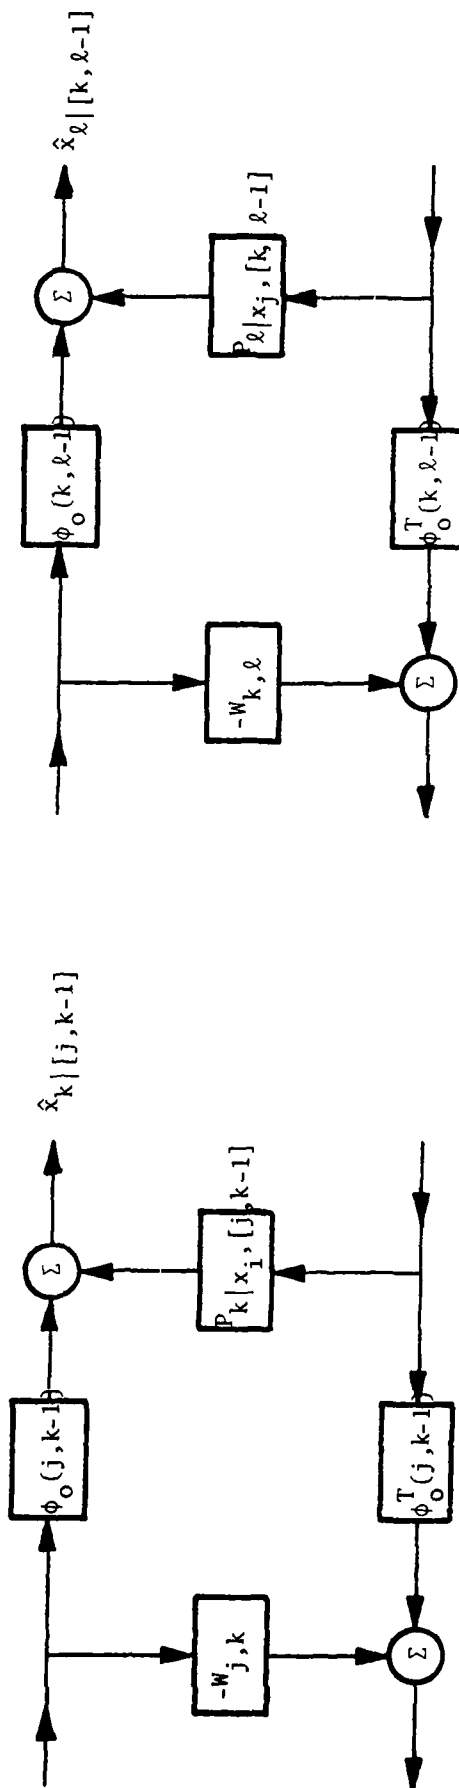 x̂_k|[j,k-1]
ϕ_o(j,k-1)
Σ
P_k|x_i,[j,k-1]
-W_j,k
ϕ_o^T(j,k-1)
Σ
x̂_ℓ|[k,ℓ-1]
ϕ_o(k,ℓ-1)
Σ
P_ℓ|x_j,[k,ℓ-1]
-W_k,ℓ
ϕ_o^T(k,ℓ-1)
Σ